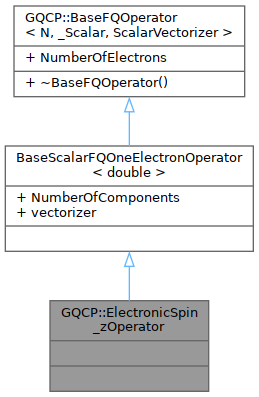 GQCP::BaseFQOperator
< N, _Scalar, ScalarVectorizer >
+ NumberOfElectrons
+ ~BaseFQOperator()
BaseScalarFQOneElectronOperator
< double >
+ NumberOfComponents
+ vectorizer
GQCP::ElectronicSpin
_zOperator